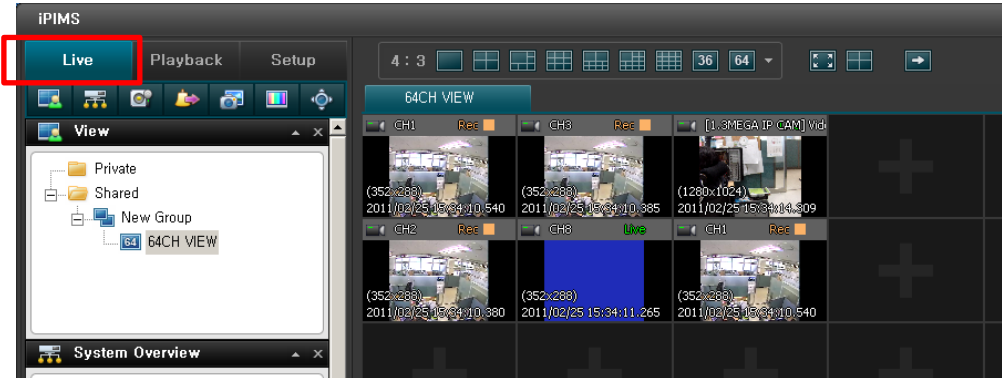 iPIMS
Live Playback Setup
4 : 3 36 64
64CH VIEW
View
Private
Shared
New Group
64 64CH VIEW
System Overview
CH1 Rec
(352x288)
2011/02/25 15:34:10.540
CH3 Rec
(352x288)
2011/02/25 15:34:10.385
[1.3MEGA IP CAM]
(1280x1024)
2011/02/25 15:34:14.309
CH2 Rec
(352x288)
2011/02/25 15:34:10.380
CH8 Live
(352x288)
2011/02/25 15:34:11.265
CH1 Rec
(352x288)
2011/02/25 15:34:10.540